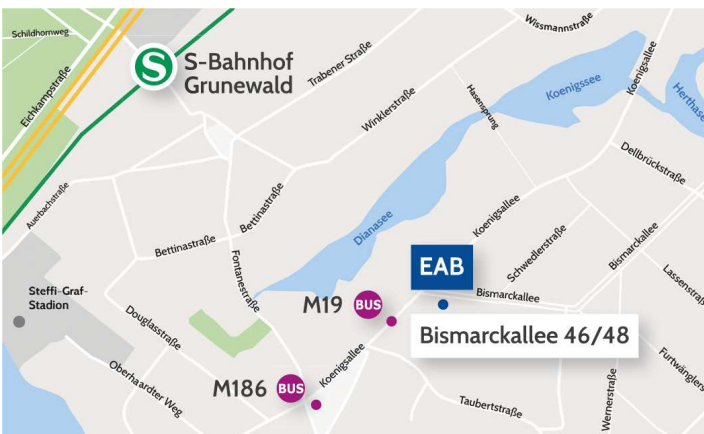 Schildhornweg
Eichkampstraße
S
S-Bahnhof
Grunewald
Trabener Straße
Wissmannstraße
Koenigsallee
Koenigssee
Herthasee
Winklerstraße
Hasensprung
Dellbrückstraße
Auerbachstraße
Bettinastraße
Bettinastraße
Dianasee
Koenigsallee
Schwedlerstraße
Bismarckallee
Lassenstraß
Fontanestraße
EAB
Bismarckallee
Steffi-Graf-
Stadion
M19
BUS
Douglasstraße
Bismarckallee 46/48
Oberhaardter Weg
Koenigsallee
M186
BUS
Taubertstraße
Wernerstraße
Furtwänglers